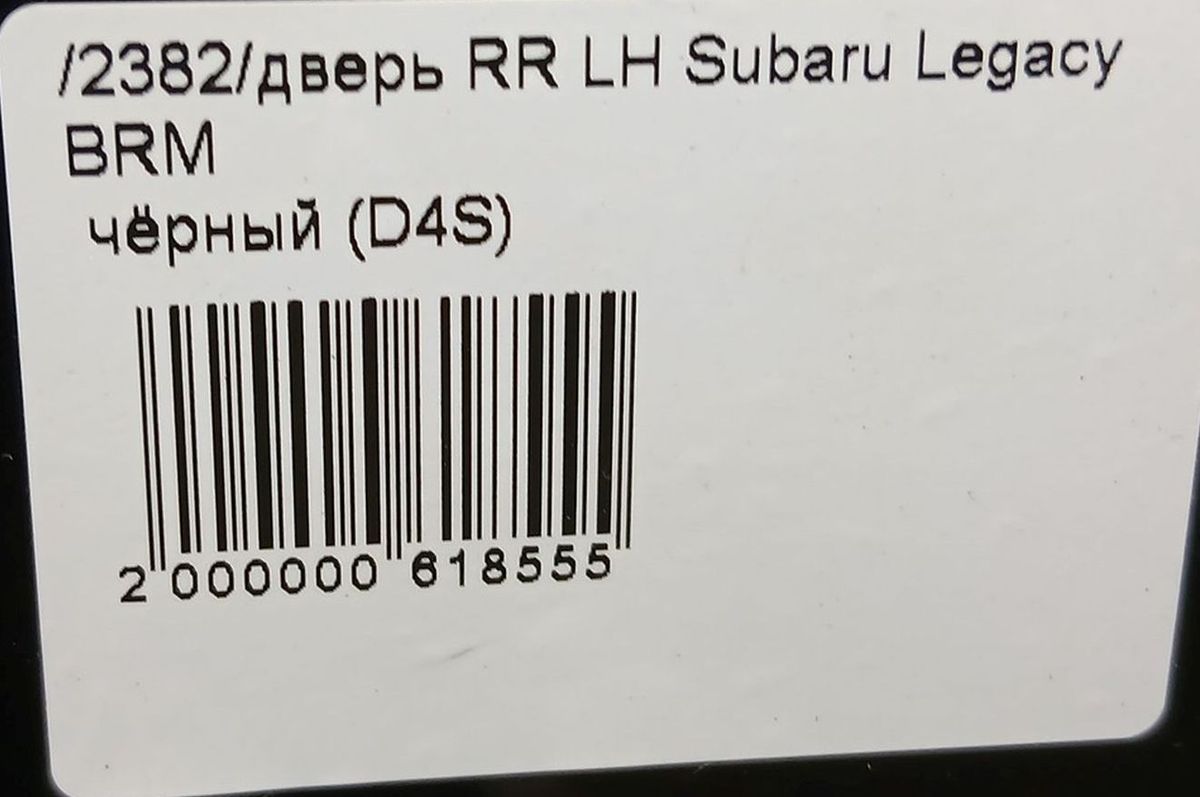 /2382/дверь RR LH Subaru Legacy
BRM
чёрный (D4S)
2 000000 618555